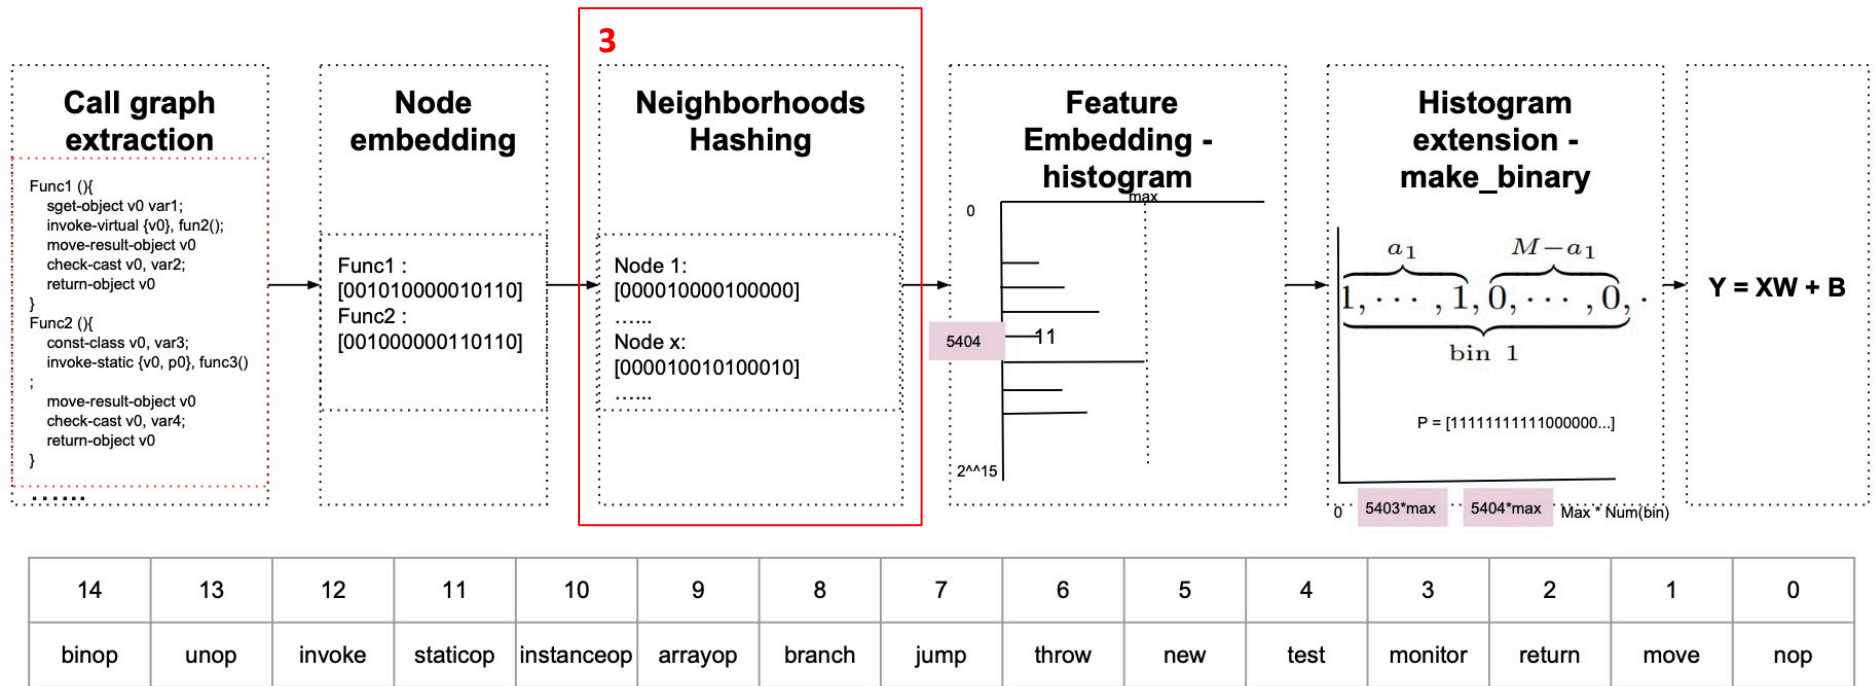 3
Call graph
extraction
Func1 (){
sget-object v0 var1;
invoke-virtual {v0}, fun2();
move-result-object v0
check-cast v0, var2;
return-object v0
}
Func2 (){
const-class v0, var3;
invoke-static {v0, p0}, func3()
;
move-result-object v0
check-cast v0, var4;
return-object v0
}
......
Node
embedding
Func1 :
[001010000010110]
Func2 :
[001000000110110]
Neighborhoods
Hashing
Node 1:
[000010000100000]
......
Node x:
[000010010100010]
......
Feature
Embedding -
histogram
max
0
5404
11
2^^15
Histogram
extension -
make_binary
a₁ M−a₁
1, ··· , 1, 0, ··· , 0, ·
bin 1
P = [11111111111000000...]
0 5403*max 5404*max Max * Num(bin)
Y = XW + B
14 13 12 11 10 9 8 7 6 5 4 3 2 1 0
binop unop invoke staticop instanceop arrayop branch jump throw new test monitor return move nop